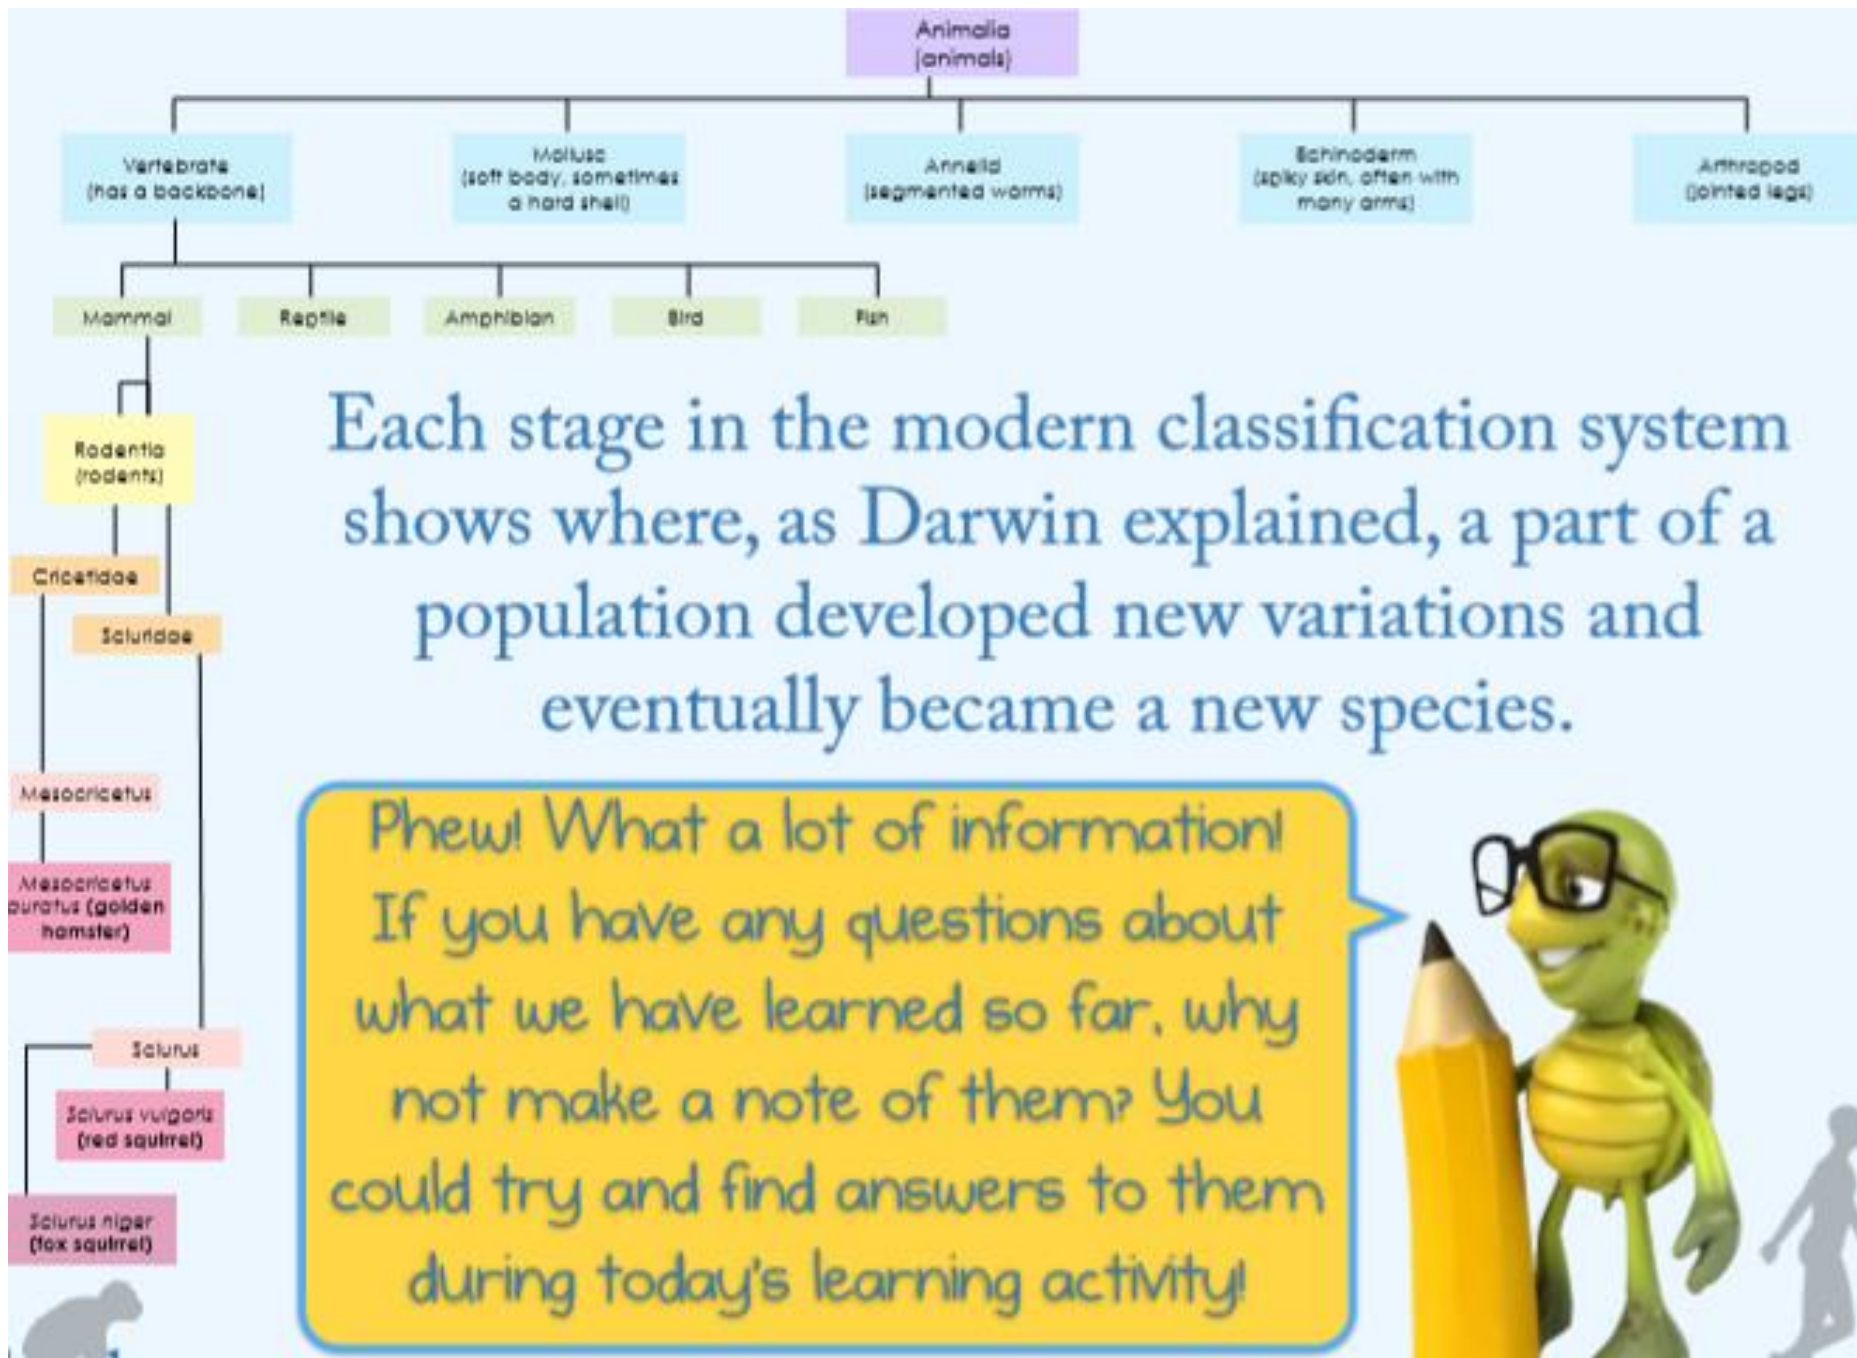 Animalia
(animals)
Vertebrate
(has a backbone)
Mollusc
(soft body, sometimes
a hard shell)
Annelid
(segmented worms)
Echinoderm
(spiky skin, often with
many arms)
Arthropod
(jointed legs)
Mammal
Reptile
Amphibian
Bird
Fish
Rodentia
(rodents)
Cricetidae
Sciuridae
Mesocricetus
Mesocricetus
auratus (golden
hamster)
Sciurus
Sciurus vulgaris
(red squirrel)
Sciurus niger
(fox squirrel)
Each stage in the modern classification system
shows where, as Darwin explained, a part of a
population developed new variations and
eventually became a new species.
Phew! What a lot of information!
If you have any questions about
what we have learned so far, why
not make a note of them? You
could try and find answers to them
during today's learning activity!